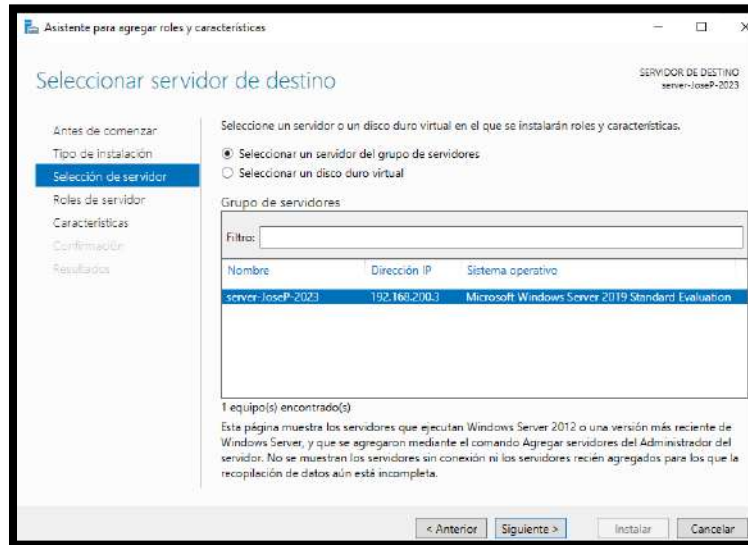 Asistente para agregar roles y características
Seleccionar servidor de destino
SERVIDOR DE DESTINO
server-JoseP-2023
Antes de comenzar
Tipo de instalación
Selección de servidor
Roles de servidor
Características
Confirmación
Resultados
Seleccione un servidor o un disco duro virtual en el que se instalarán roles y características.
Seleccionar un servidor del grupo de servidores
Seleccionar un disco duro virtual
Grupo de servidores
Filtro:
Nombre Dirección IP Sistema operativo
server-JoseP-2023 192.168.200.3 Microsoft Windows Server 2019 Standard Evaluation
1 equipo(s) encontrado(s)
Esta página muestra los servidores que ejecutan Windows Server 2012 o una versión más reciente de
Windows Server, y que se agregaron mediante el comando Agregar servidores del Administrador del
servidor. No se muestran los servidores sin conexión ni los servidores recién agregados para los que la
recopilación de datos aún está incompleta.
< Anterior Siguiente > Instalar Cancelar